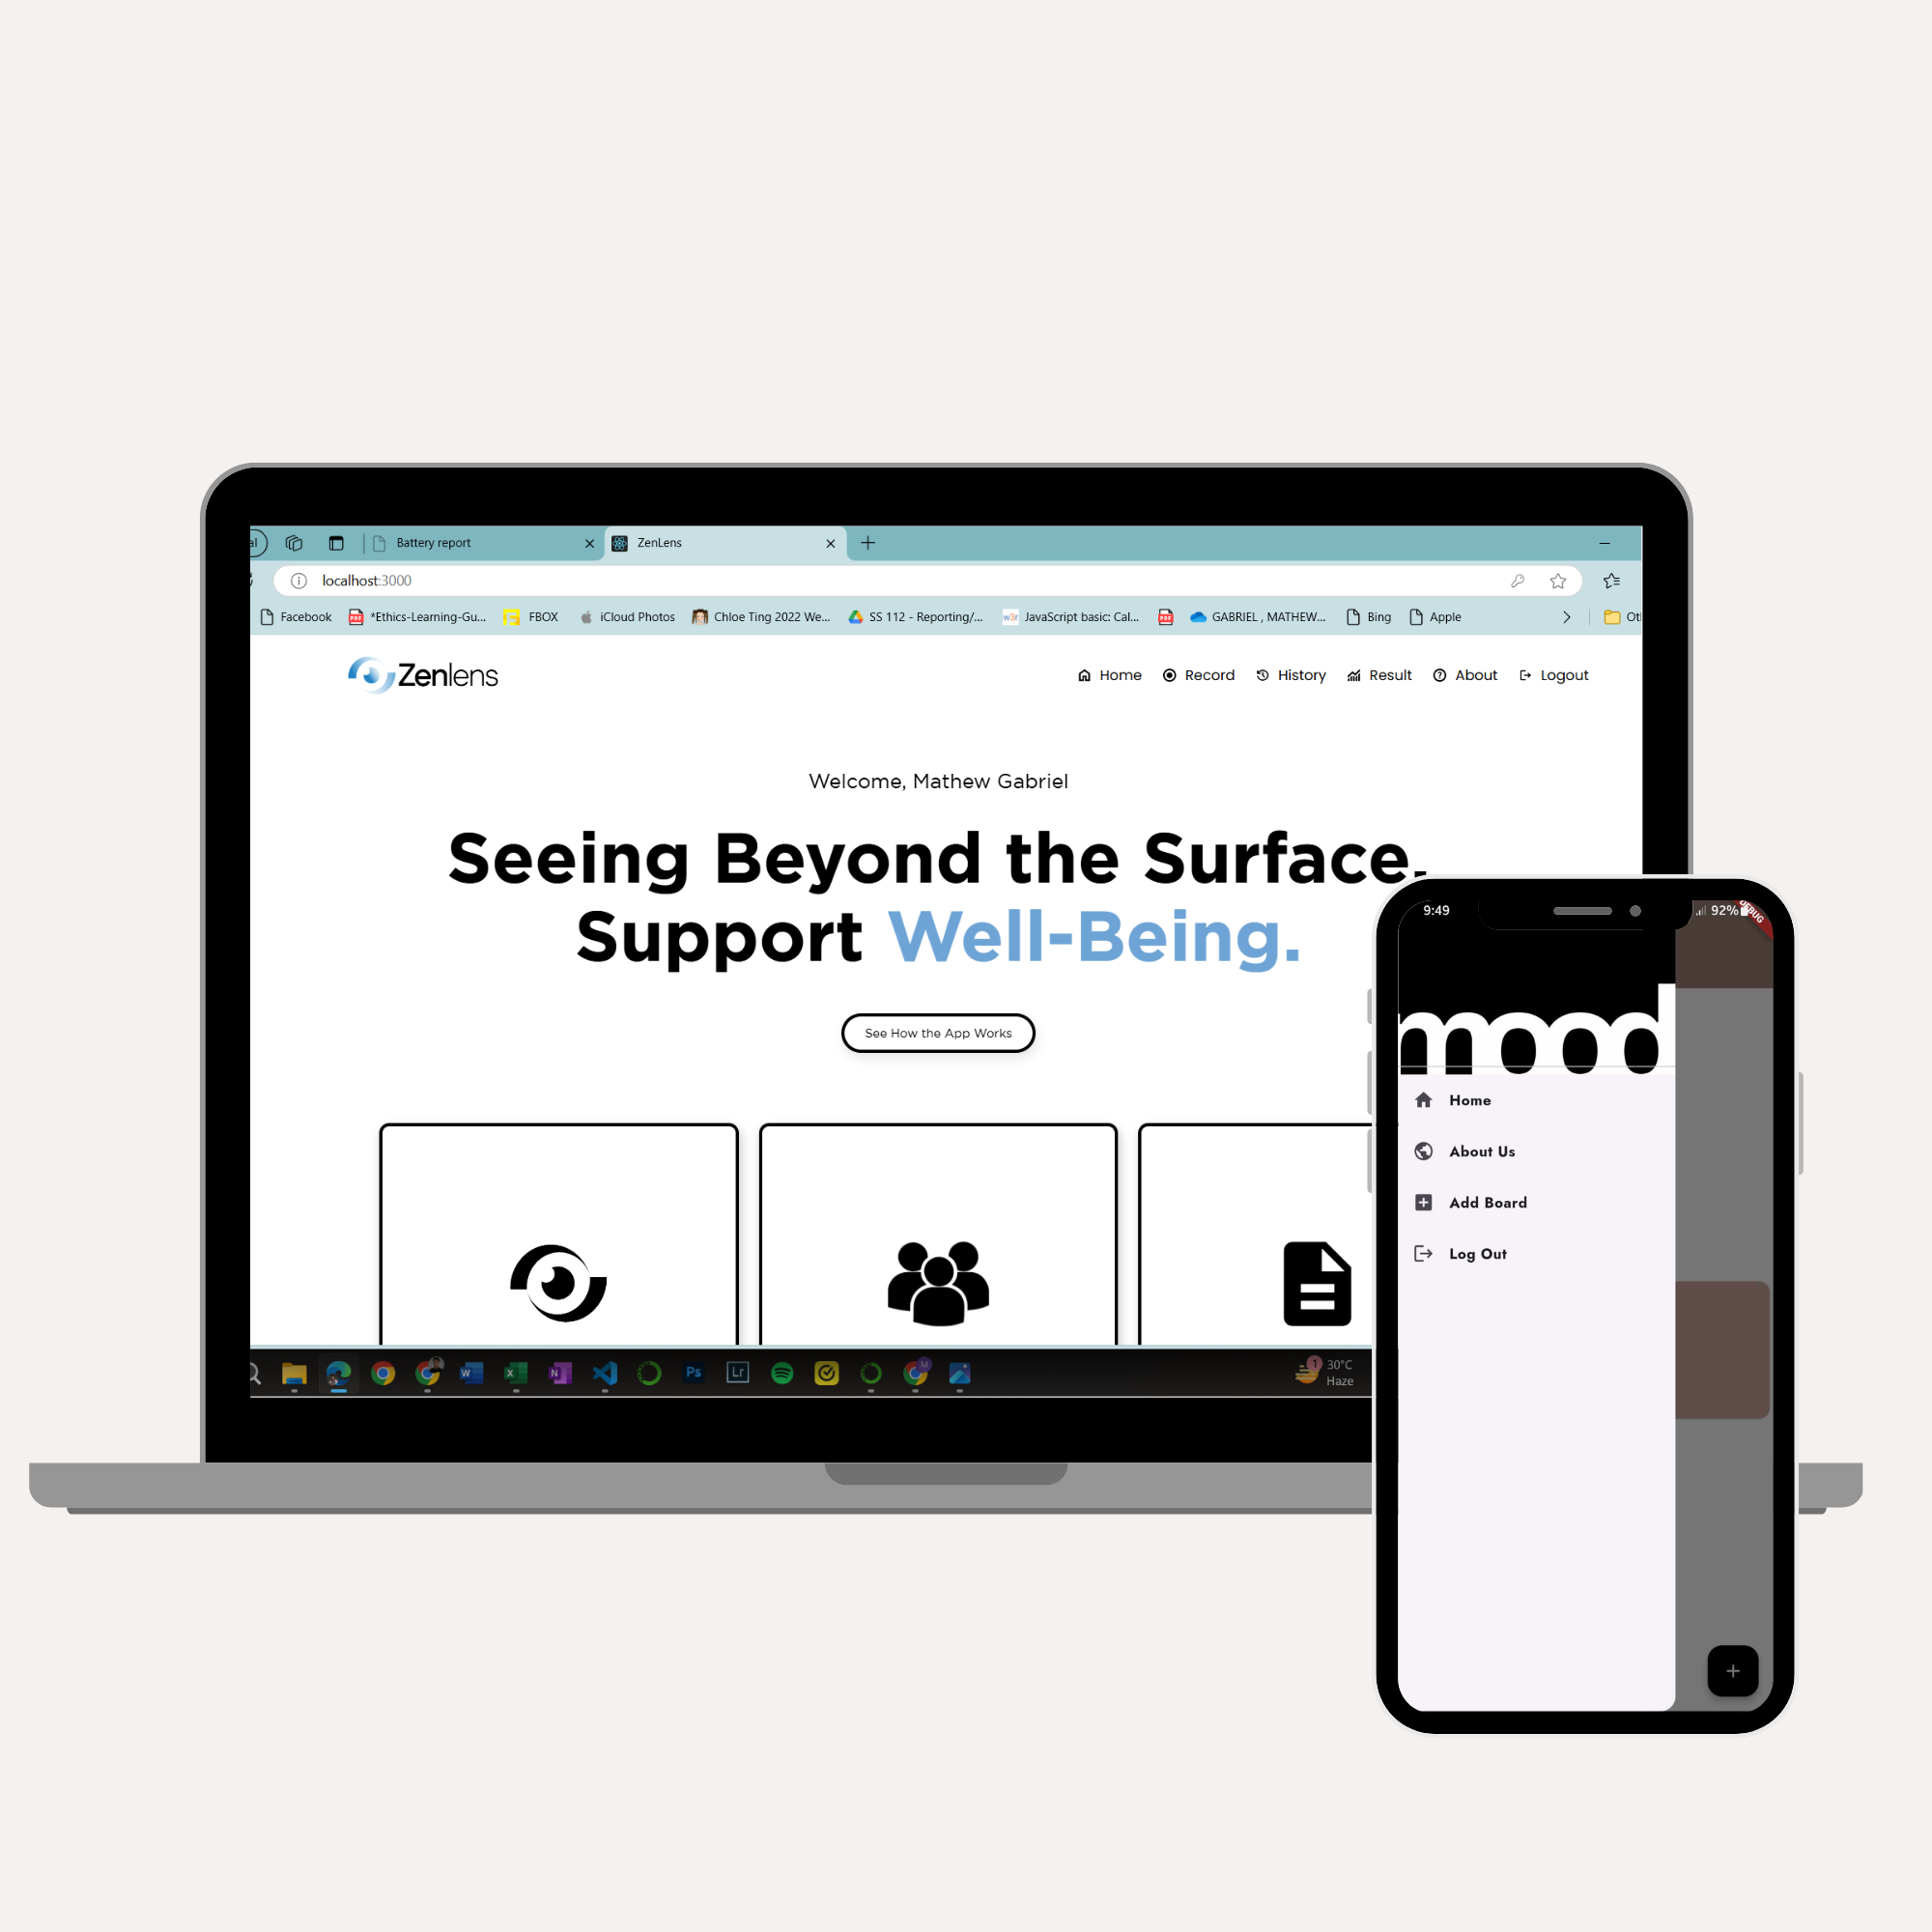 Battery report
ZenLens
localhost:3000
Facebook
*Ethics-Learning-Gu...
FBOX
iCloud Photos
Chloe Ting 2022 We...
SS 112 - Reporting/...
JavaScript basic: Cal...
GABRIEL , MATHEW...
Bing
Apple
Zenlens
Home
Record
History
Result
About
Logout
Welcome, Mathew Gabriel
Seeing Beyond the Surface.
Support Well-Being.
See How the App Works
1
30°C
Haze
9:49
92%
DEBUG
mood
Home
About Us
Add Board
Log Out